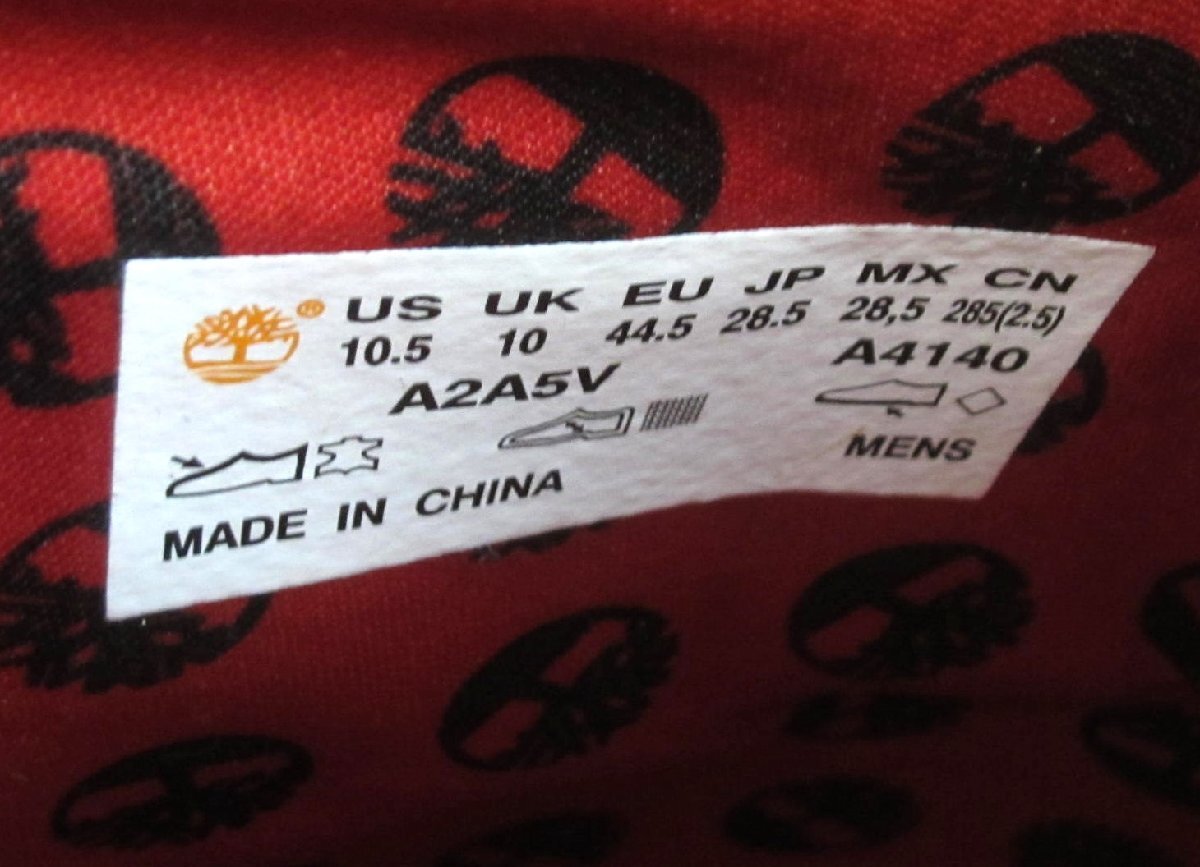 ® US UK EU JP MX CN
10.5 10 44.5 28.5 28,5 285(2.5)
A2A5V A4140
MENS
MADE IN CHINA